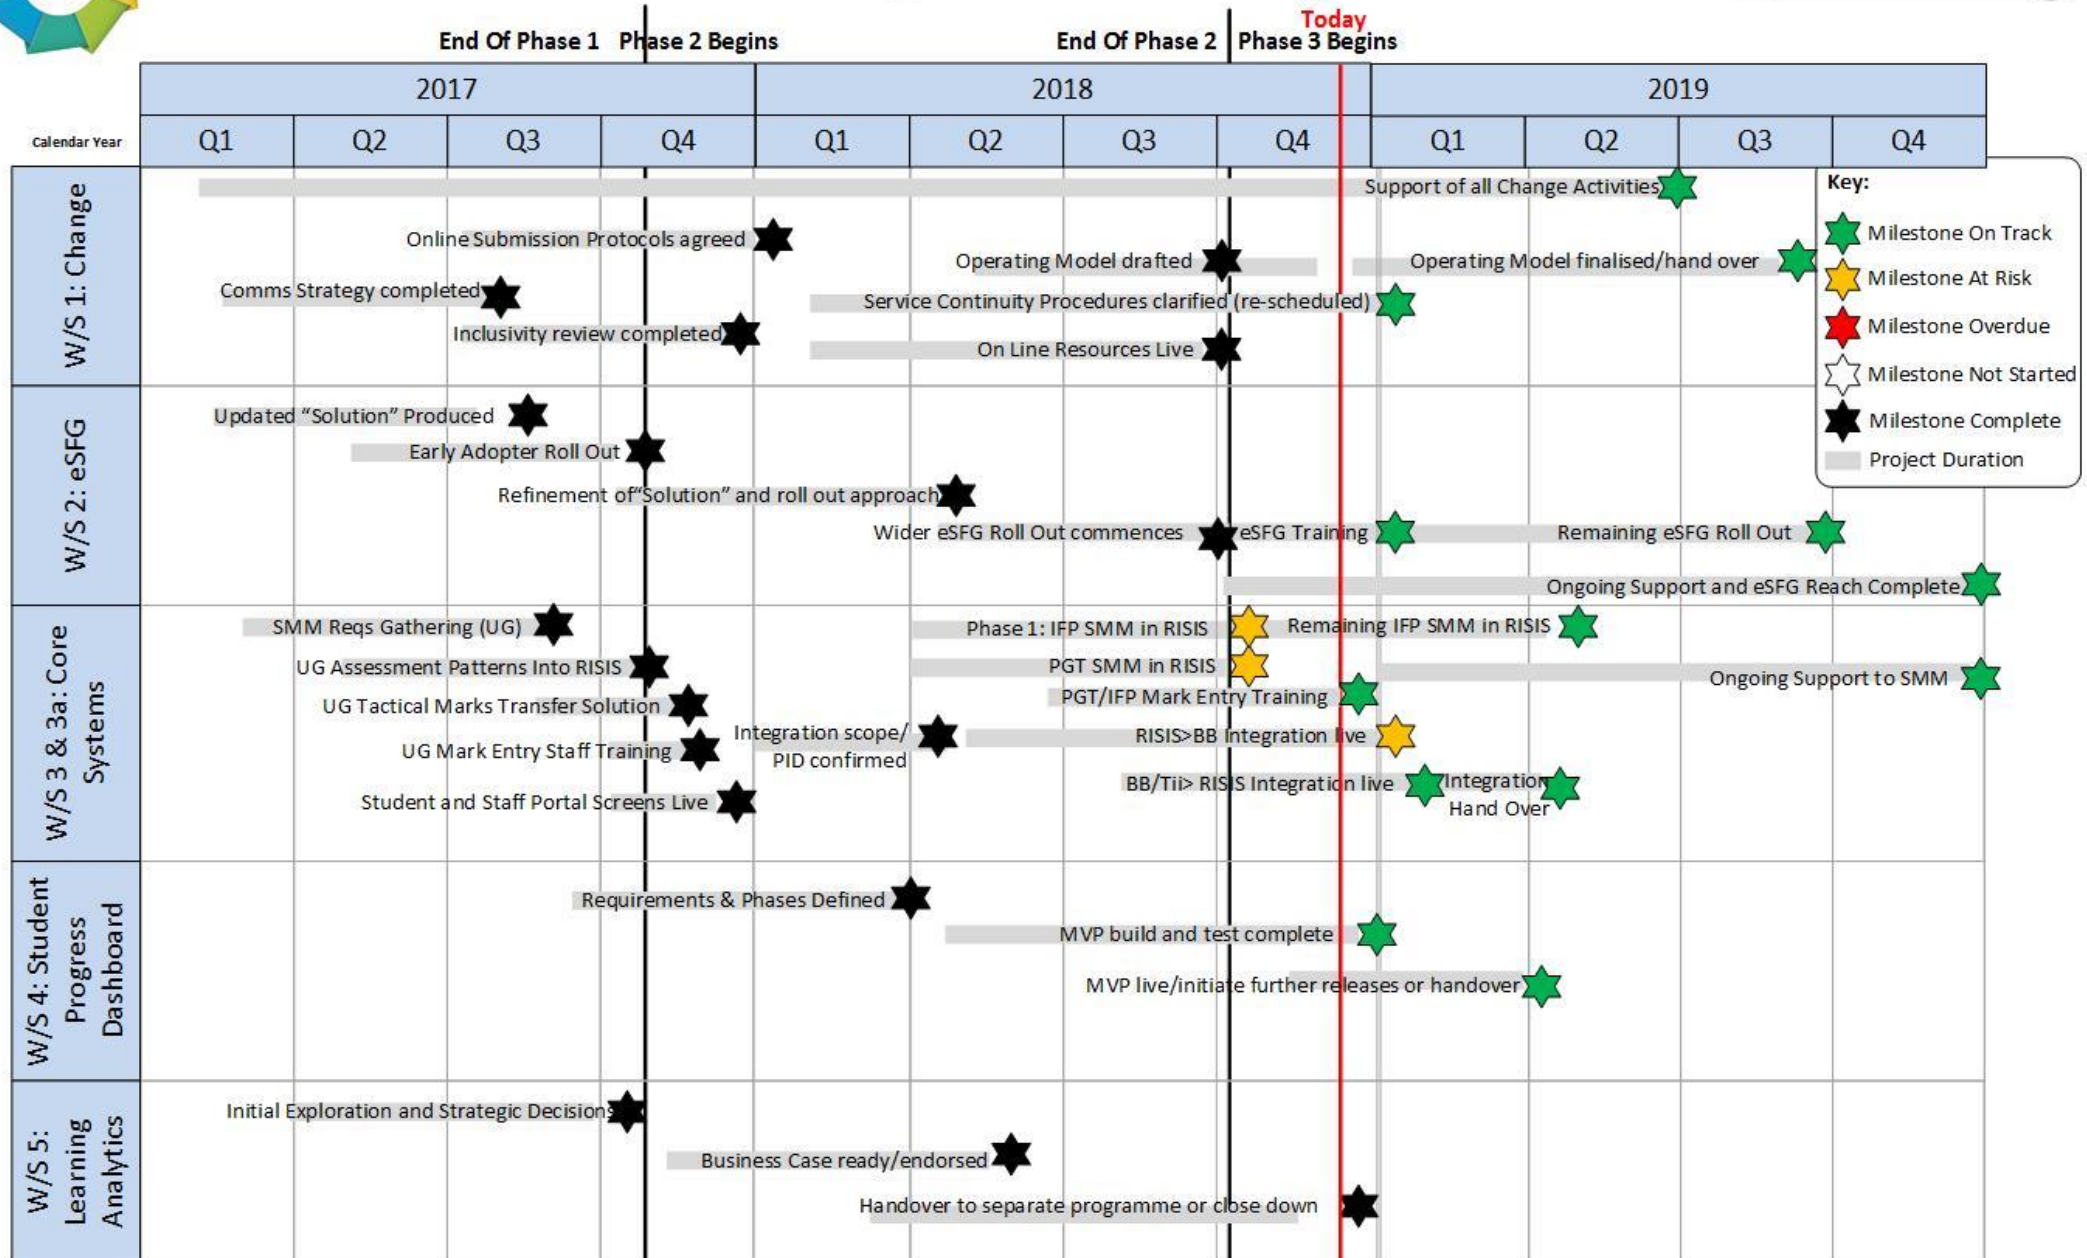 Today
End Of Phase 1 Phase 2 Begins
End Of Phase 2 Phase 3 Begins
2017 2018 2019
Calendar Year
Q1 Q2 Q3 Q4 Q1 Q2 Q3 Q4 Q1 Q2 Q3 Q4
W/S 1: Change
Support of all Change Activities
Online Submission Protocols agreed
Operating Model drafted
Operating Model finalised/hand over
Comms Strategy completed
Service Continuity Procedures clarified (re-scheduled)
Inclusivity review completed
On Line Resources Live
Key:
Milestone On Track
Milestone At Risk
Milestone Overdue
Milestone Not Started
Milestone Complete
Project Duration
W/S 2: eSFG
Updated “Solution” Produced
Early Adopter Roll Out
Refinement of“Solution” and roll out approach
Wider eSFG Roll Out commences
eSFG Training
Remaining eSFG Roll Out
Ongoing Support and eSFG Reach Complete
W/S 3 & 3a: Core
Systems
SMM Reqs Gathering (UG)
Phase 1: IFP SMM in RISIS
Remaining IFP SMM in RISIS
UG Assessment Patterns Into RISIS
PGT SMM in RISIS
Ongoing Support to SMM
PGT/IFP Mark Entry Training
UG Tactical Marks Transfer Solution
Integration scope/
PID confirmed
RISIS>BB Integration live
UG Mark Entry Staff Training
BB/Tii> RISIS Integration live
Integration
Hand Over
Student and Staff Portal Screens Live
W/S 4: Student
Progress
Dashboard
Requirements & Phases Defined
MVP build and test complete
MVP live/initiate further releases or handover
W/S 5:
Learning
Analytics
Initial Exploration and Strategic Decisions
Business Case ready/endorsed
Handover to separate programme or close down